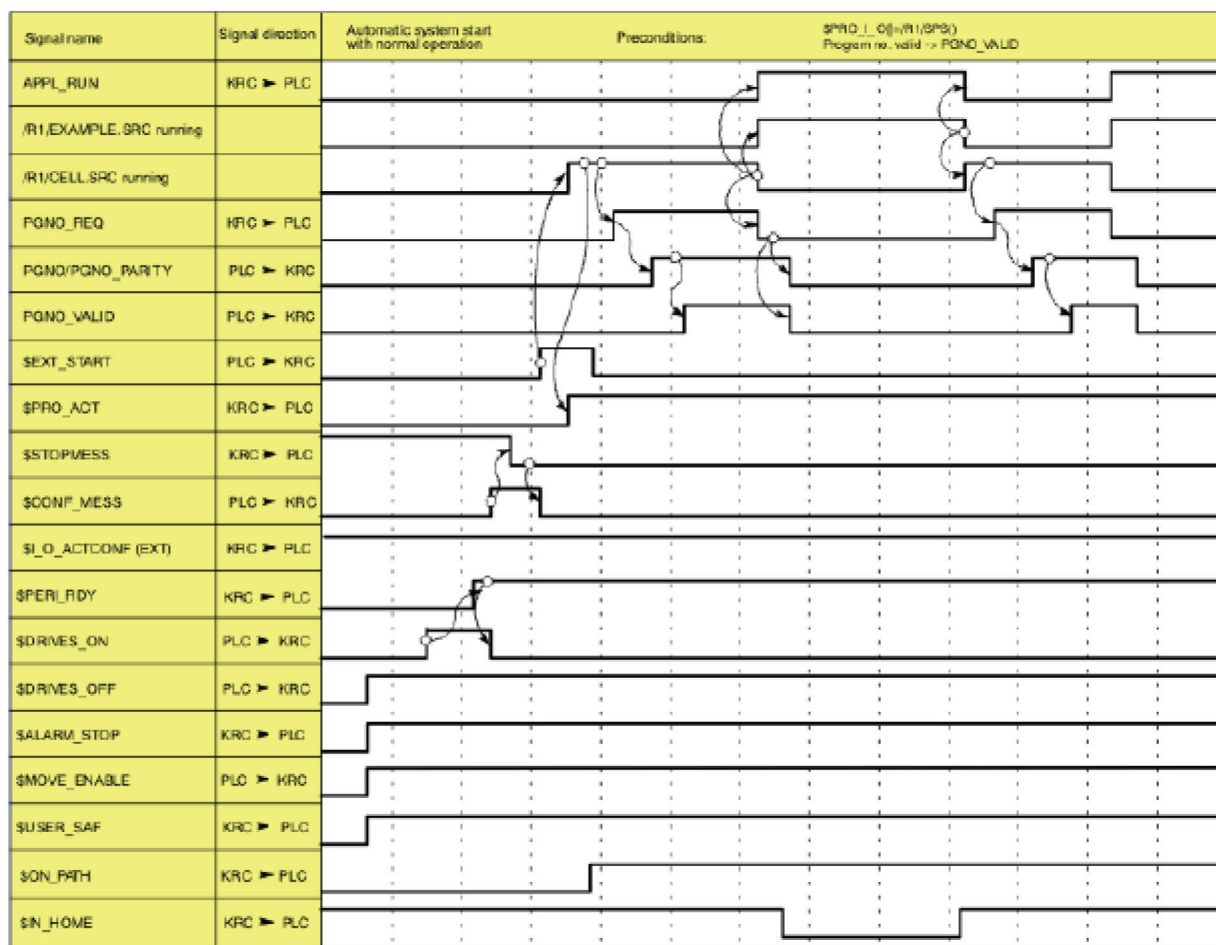 Signal name Signal direction Automatic system start Preconditions: $PRO_I_O[]=/R1/SPS()
with normal operation Program no. valid -> PGNO_VALID
APPL_RUN KRC ► PLC
/R1/EXAMPLE.SRC running
/R1/CELL.SRC running
PGNO_REQ KRC ► PLC
PGNO/PGNO_PARITY PLC ► KRC
PGNO_VALID PLC ► KRC
$EXT_START PLC ► KRC
$PRO_ACT KRC ► PLC
$STOPMESS KRC ► PLC
$CONF_MESS PLC ► KRC
$I_O_ACTCONF (EXT) KRC ► PLC
$PERI_RDY KRC ► PLC
$DRIVES_ON PLC ► KRC
$DRIVES_OFF PLC ► KRC
$ALARM_STOP KRC ► PLC
$MOVE_ENABLE PLC ► KRC
$USER_SAF KRC ► PLC
$ON_PATH KRC ► PLC
$IN_HOME KRC ► PLC